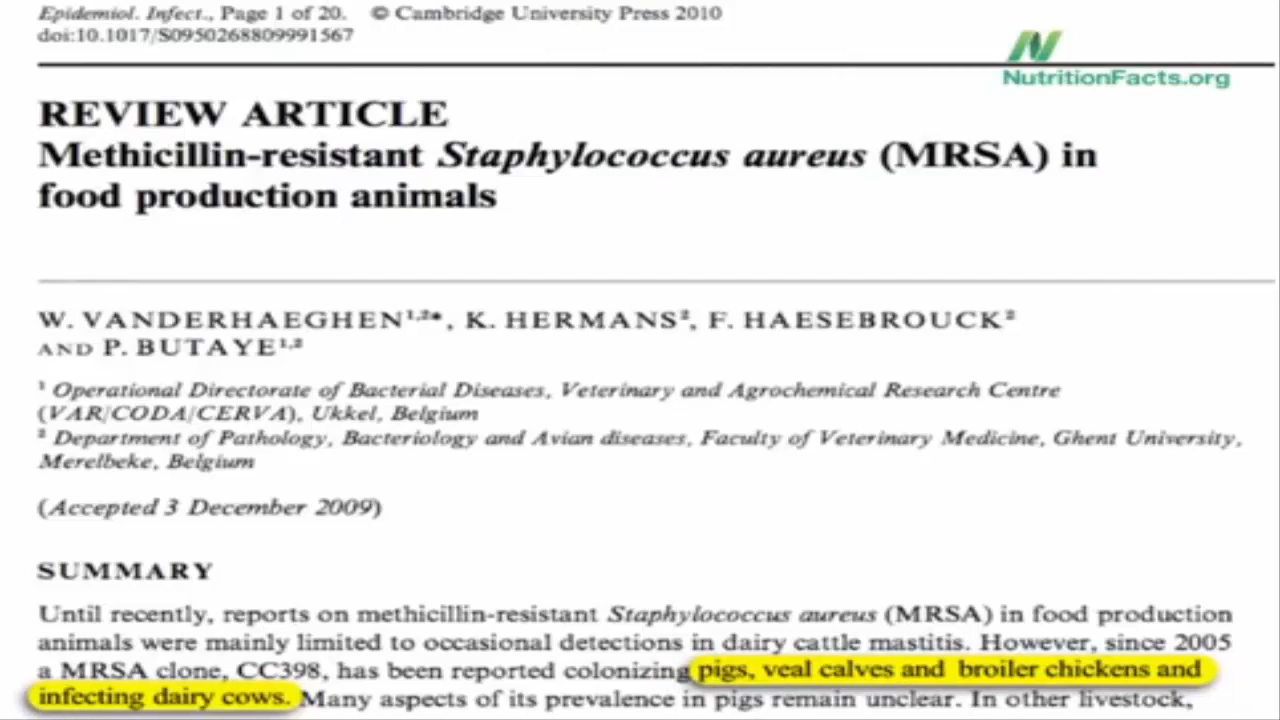 Epidemiol. Infect., Page 1 of 20. © Cambridge University Press 2010
doi:10.1017/S0950268809991567
NutritionFacts.org
REVIEW ARTICLE
Methicillin-resistant Staphylococcus aureus (MRSA) in
food production animals
W. VANDERHAEGHEN1,2*, K. HERMANS2, F. HAESEBROUCK2
AND P. BUTAYE1,2
1 Operational Directorate of Bacterial Diseases, Veterinary and Agrochemical Research Centre
(VAR/CODA/CERVA), Ukkel, Belgium
2 Department of Pathology, Bacteriology and Avian diseases, Faculty of Veterinary Medicine, Ghent University,
Merelbeke, Belgium
(Accepted 3 December 2009)
SUMMARY
Until recently, reports on methicillin-resistant Staphylococcus aureus (MRSA) in food production
animals were mainly limited to occasional detections in dairy cattle mastitis. However, since 2005
a MRSA clone, CC398, has been reported colonizing pigs, veal calves and broiler chickens and
infecting dairy cows. Many aspects of its prevalence in pigs remain unclear. In other livestock,